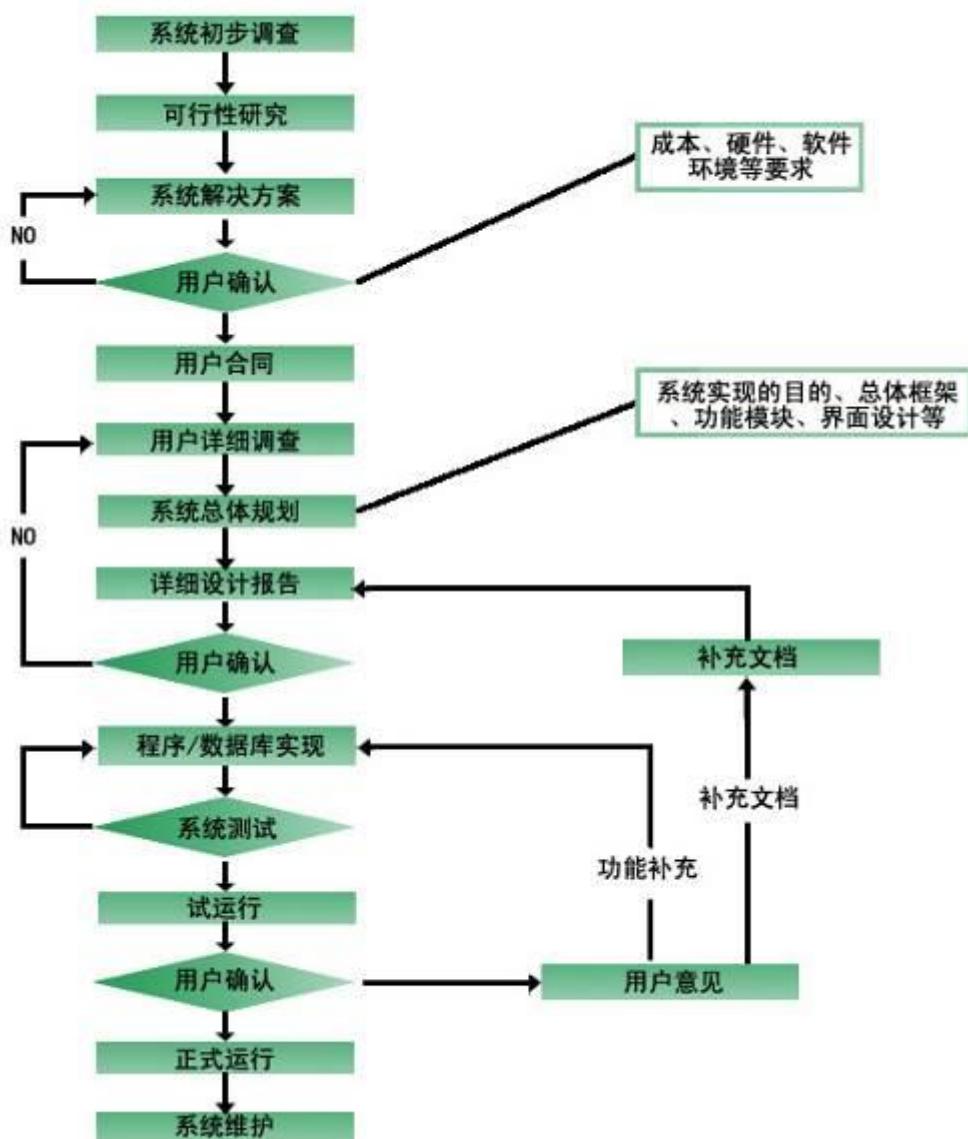 系统初步调查
可行性研究
成本、硬件、软件
环境等要求
系统解决方案
NO
用户确认
用户合同
系统实现的目的、总体框架
、功能模块、界面设计等
用户详细调查
系统总体规划
NO
详细设计报告
用户确认
补充文档
程序/数据库实现
补充文档
系统测试
功能补充
试运行
用户确认
用户意见
正式运行
系统维护